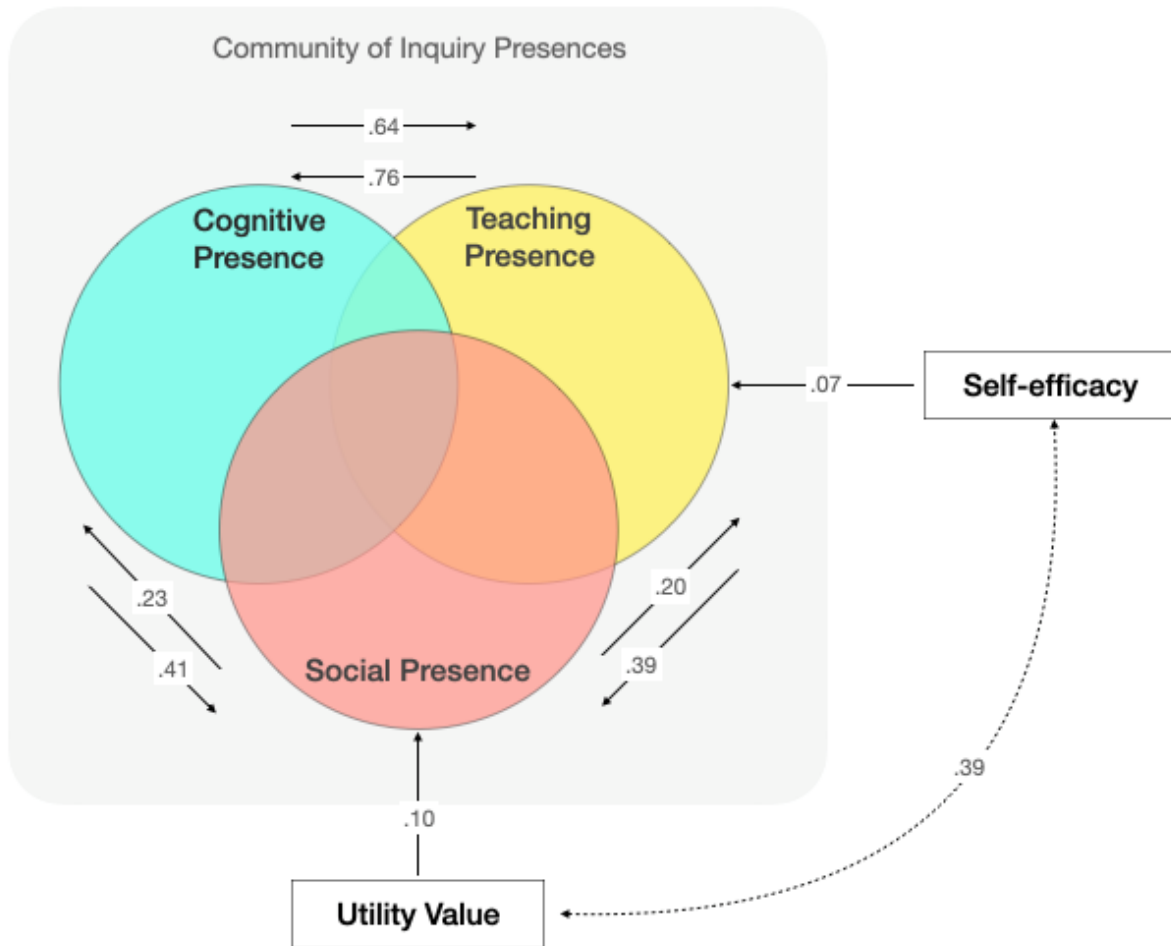 Community of Inquiry Presences
.64
.76
Cognitive
Presence
Teaching
Presence
.07
Self-efficacy
.23
.41
.20
.39
Social Presence
.39
.10
Utility Value